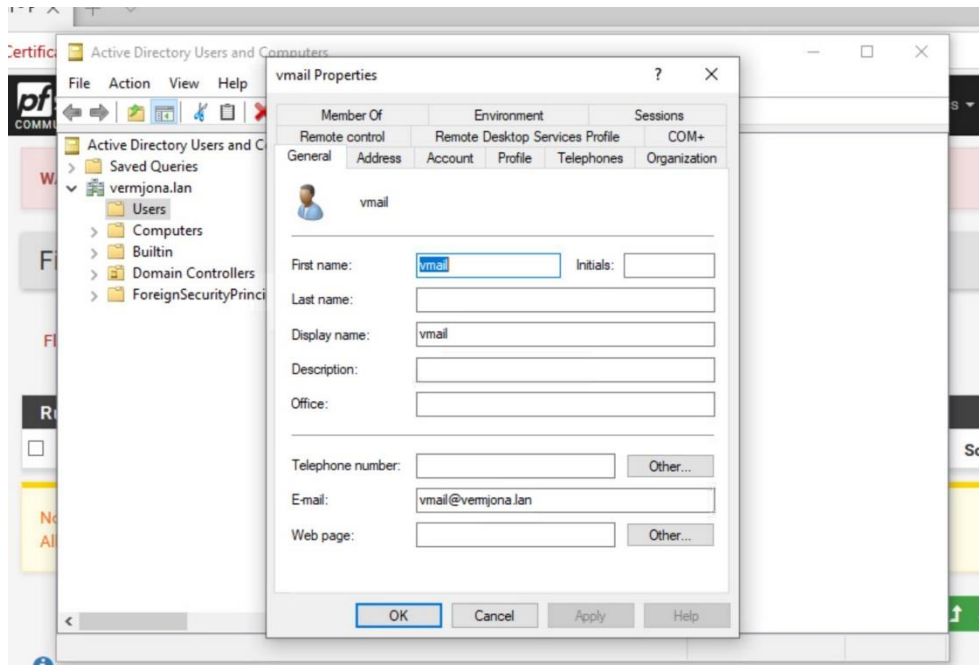 Active Directory Users and Computers
File Action View Help
COMMU
Active Directory Users and C
Saved Queries
vermjona.lan
Users
Computers
Builtin
Domain Controllers
ForeignSecurityPrinci
vmail Properties
?
Member Of Environment Sessions
Remote control Remote Desktop Services Profile COM+
General Address Account Profile Telephones Organization
vmail
First name: vmail Initials:
Last name:
Display name: vmail
Description:
Office:
Telephone number: Other...
E-mail: vmail@vermjona.lan
Web page: Other...
OK Cancel Apply Help